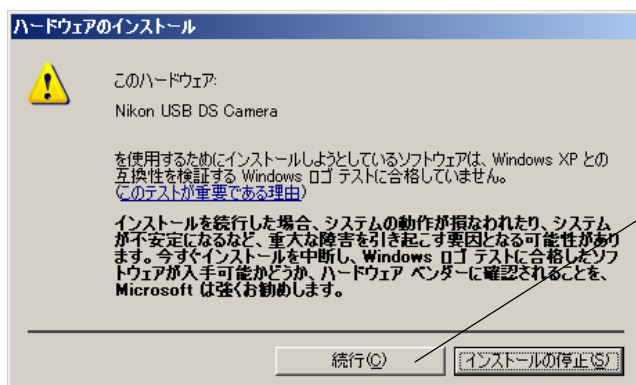 ハードウェアのインストール
このハードウェア:
Nikon USB DS Camera
を使用するためにインストールしようとしているソフトウェアは、Windows XP との
互換性を検証する Windows ロゴ テストに合格していません。
(このテストが重要である理由)
インストールを続行した場合、システムの動作が損なわれたり、システム
が不安定になるなど、重大な障害を引き起こす要因となる可能性があり
ます。今すぐインストールを中断し、Windows ロゴ テストに合格したソフ
トウェアが入手可能かどうか、ハードウェア ベンダーに確認されることを、
Microsoft は強くお勧めします。
続行(C)
インストールの停止(S)